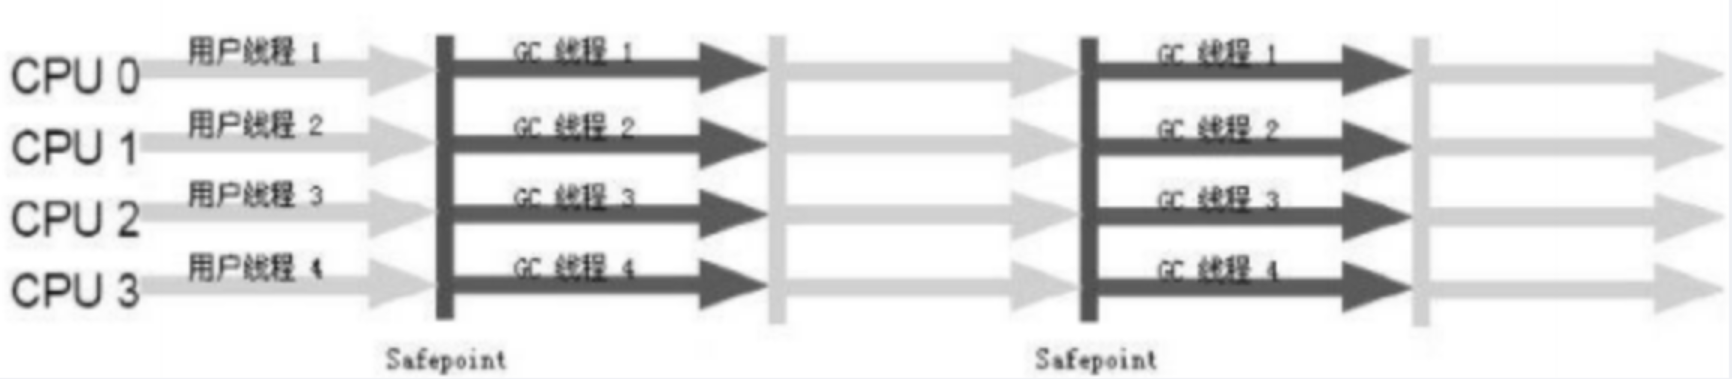 CPU 0 用户线程 1 GC 线程 1 GC 线程 1
CPU 1 用户线程 2 GC 线程 2 GC 线程 2
CPU 2 用户线程 3 GC 线程 3 GC 线程 3
CPU 3 用户线程 4 GC 线程 4 GC 线程 4
Safepoint Safepoint